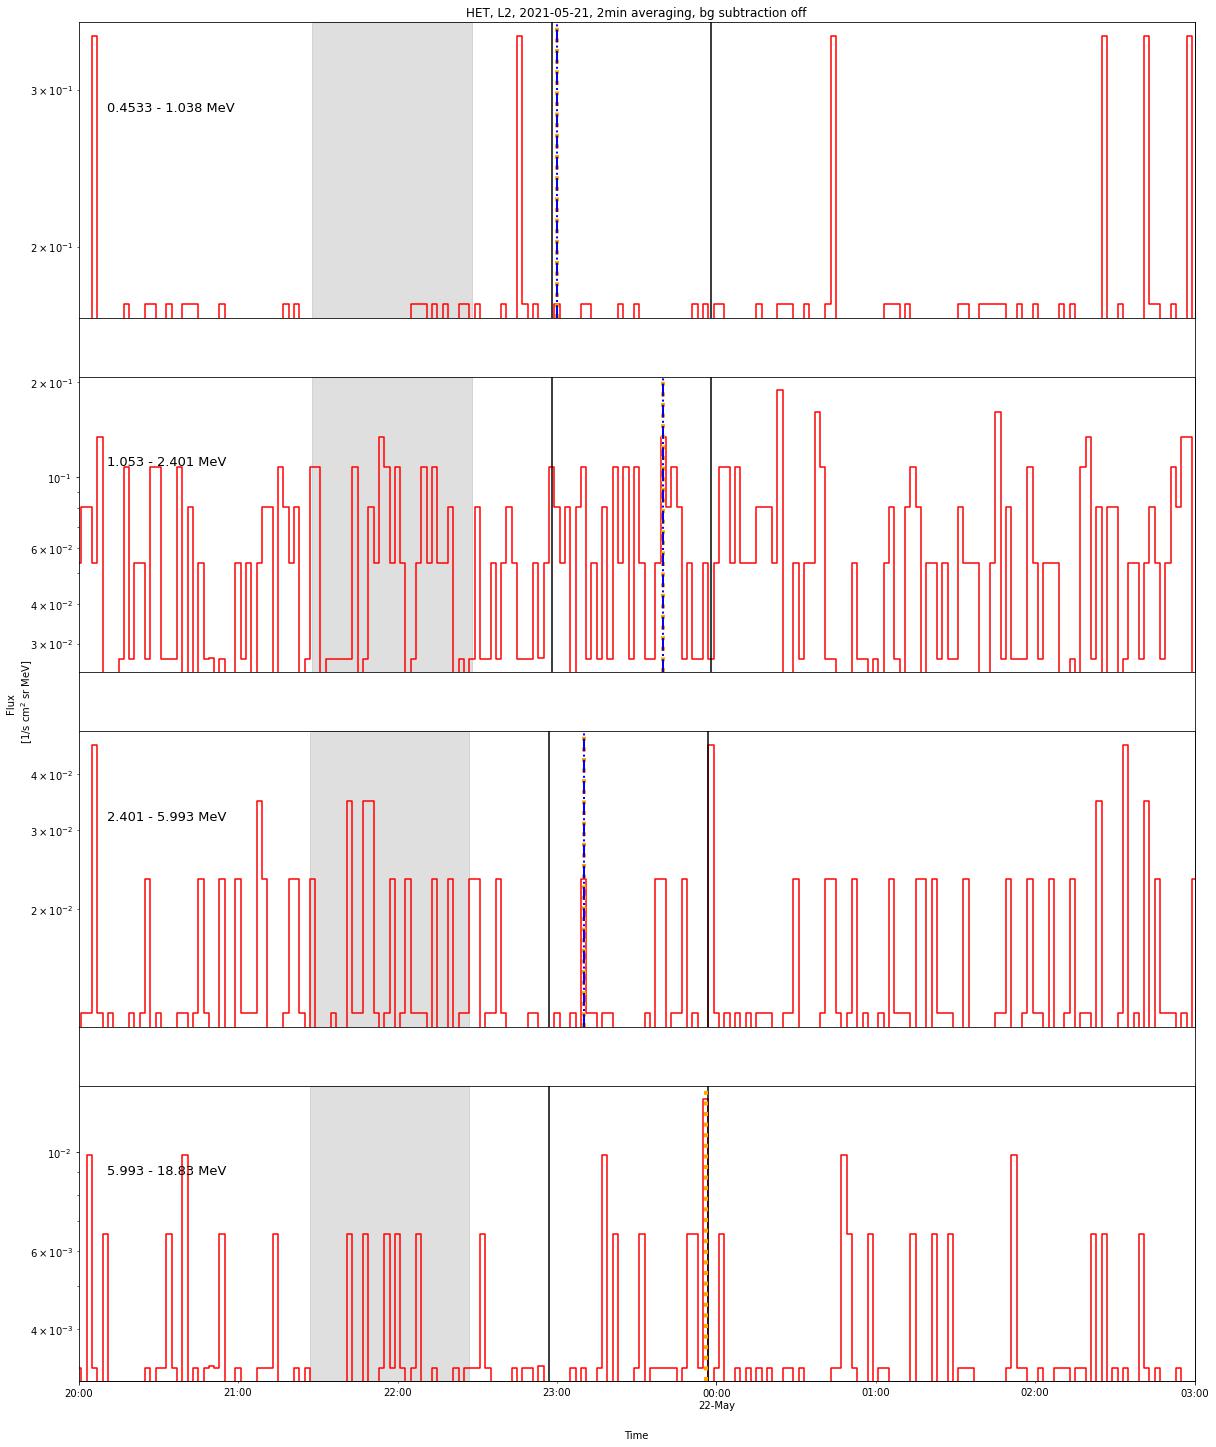 HET, L2, 2021-05-21, 2min averaging, bg subtraction off
3 × 10⁻¹
0.4533 - 1.038 MeV
2 × 10⁻¹
2 × 10⁻¹
1.053 - 2.401 MeV
10⁻¹
6 × 10⁻²
4 × 10⁻²
3 × 10⁻²
Flux
[1/s cm² sr MeV]
4 × 10⁻²
3 × 10⁻²
2.401 - 5.993 MeV
2 × 10⁻²
10⁻²
5.993 - 18.83 MeV
6 × 10⁻³
4 × 10⁻³
20:00 21:00 22:00 23:00 00:00 01:00 02:00 03:00
22-May
Time